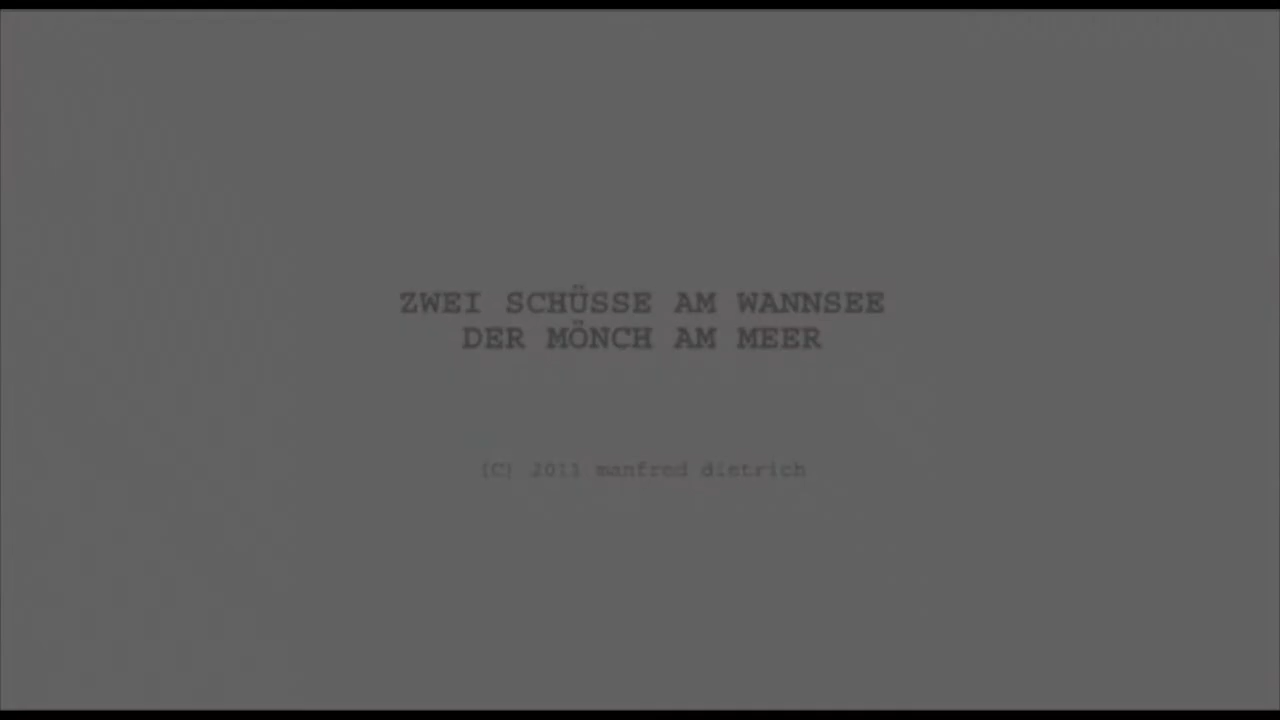 ZWEI SCHÜSSE AM WANNSEE
DER MÖNCH AM MEER
(C) 2011 manfred dietrich